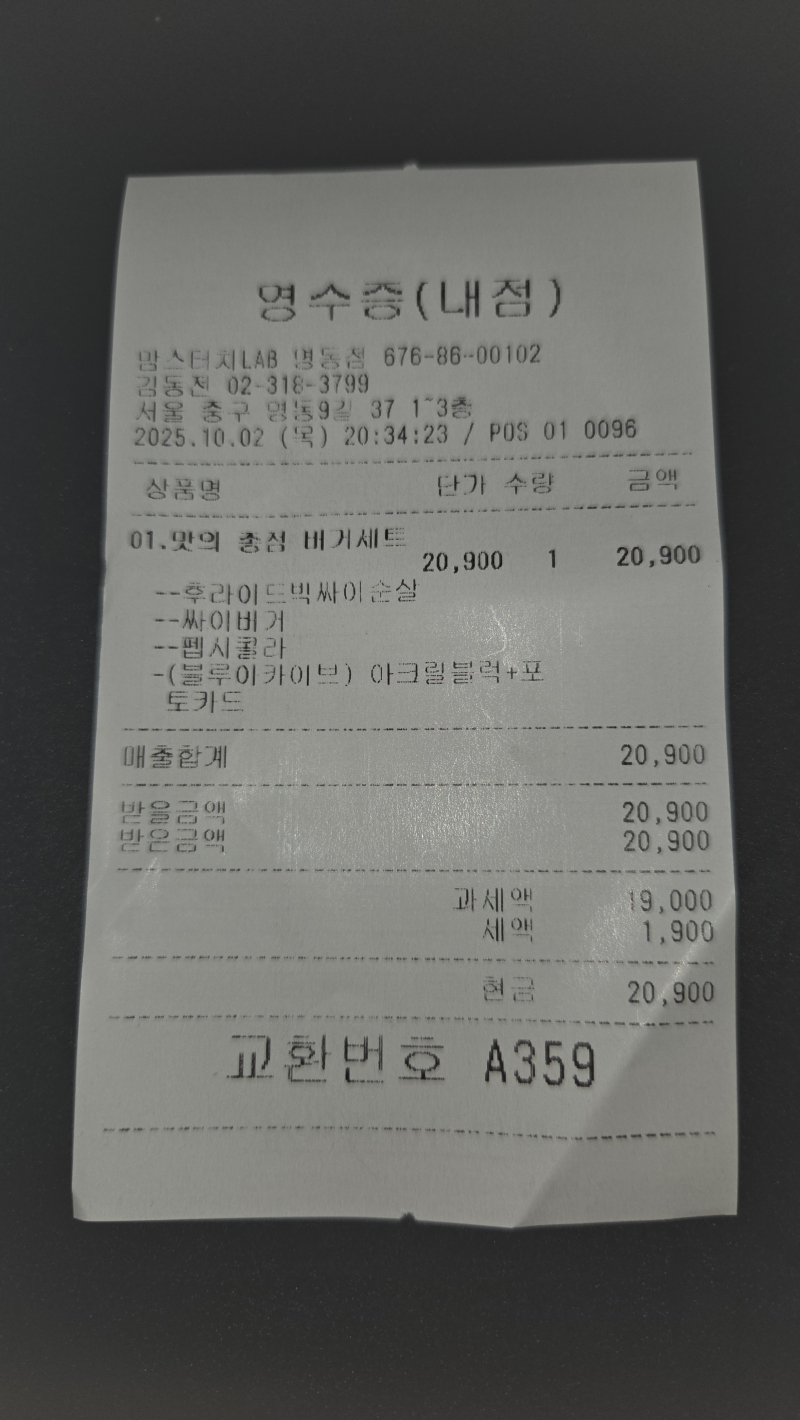 영수증(내점)
맘스터치LAB 명동점 676-86-00102
김동전 02-318-3799
서울 중구 명동9길 37 1~3층
2025.10.02 (목) 20:34:23 / POS 01 0096
상품명 단가 수량 금액
01.맛의 총점 버거세트
20,900 1 20,900
--후라이드빅싸이순살
--싸이버거
--펩시콜라
-(블루아카이브) 아크릴블럭+포
토카드
매출합계 20,900
받을금액 20,900
받은금액 20,900
과세액 19,000
세액 1,900
현금 20,900
교환번호 A359